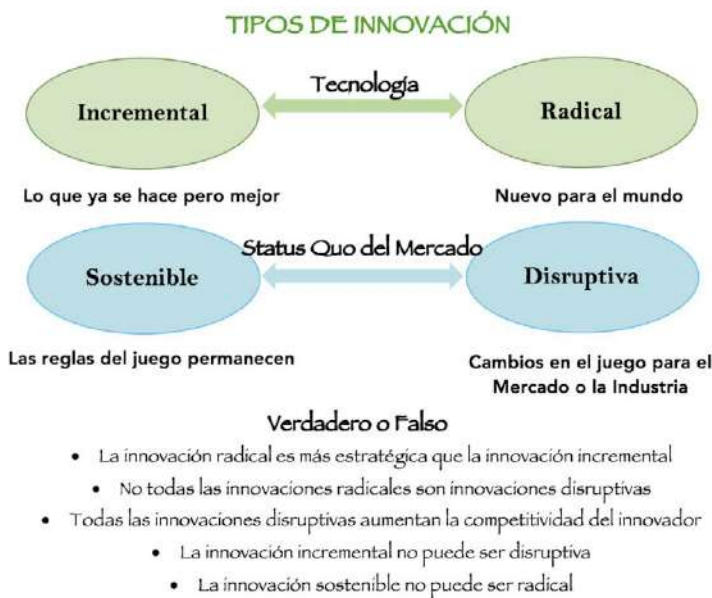 TIPOS DE INNOVACIÓN
Tecnología
Incremental
Radical
Lo que ya se hace pero mejor
Nuevo para el mundo
Status Quo del Mercado
Sostenible
Disruptiva
Las reglas del juego permanecen
Cambios en el juego para el
Mercado o la Industria
Verdadero o Falso
• La innovación radical es más estratégica que la innovación incremental
• No todas las innovaciones radicales son innovaciones disruptivas
• Todas las innovaciones disruptivas aumentan la competitividad del innovador
• La innovación incremental no puede ser disruptiva
• La innovación sostenible no puede ser radical